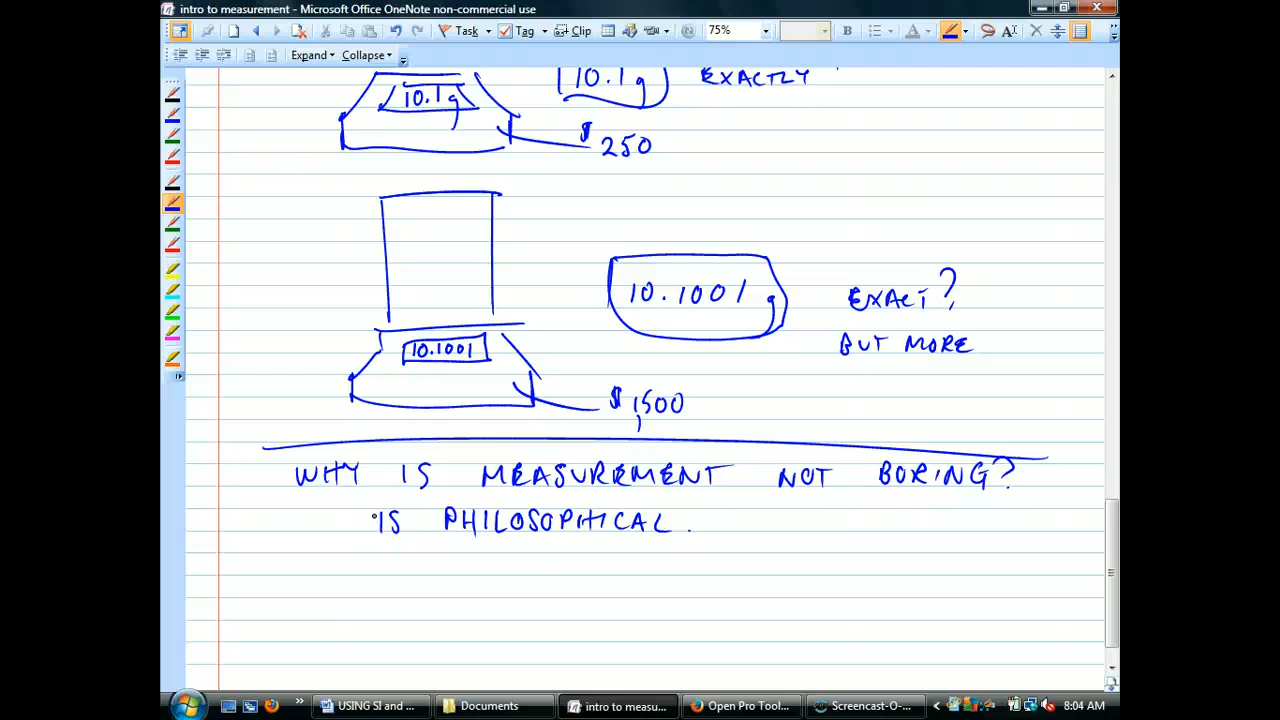 intro to measurement - Microsoft Office OneNote non-commercial use
Task Tag Clip 75%
Expand Collapse
10.1g 10.1g EXACTLY
$250
10.1001 g EXACT?
10.1001 BUT MORE
$1,500
WHY IS MEASUREMENT NOT BORING?
IS PHILOSOPHICAL.
USING SI and Documents intro to measu... Open Pro Tool... Screencast-O-... 8:04 AM